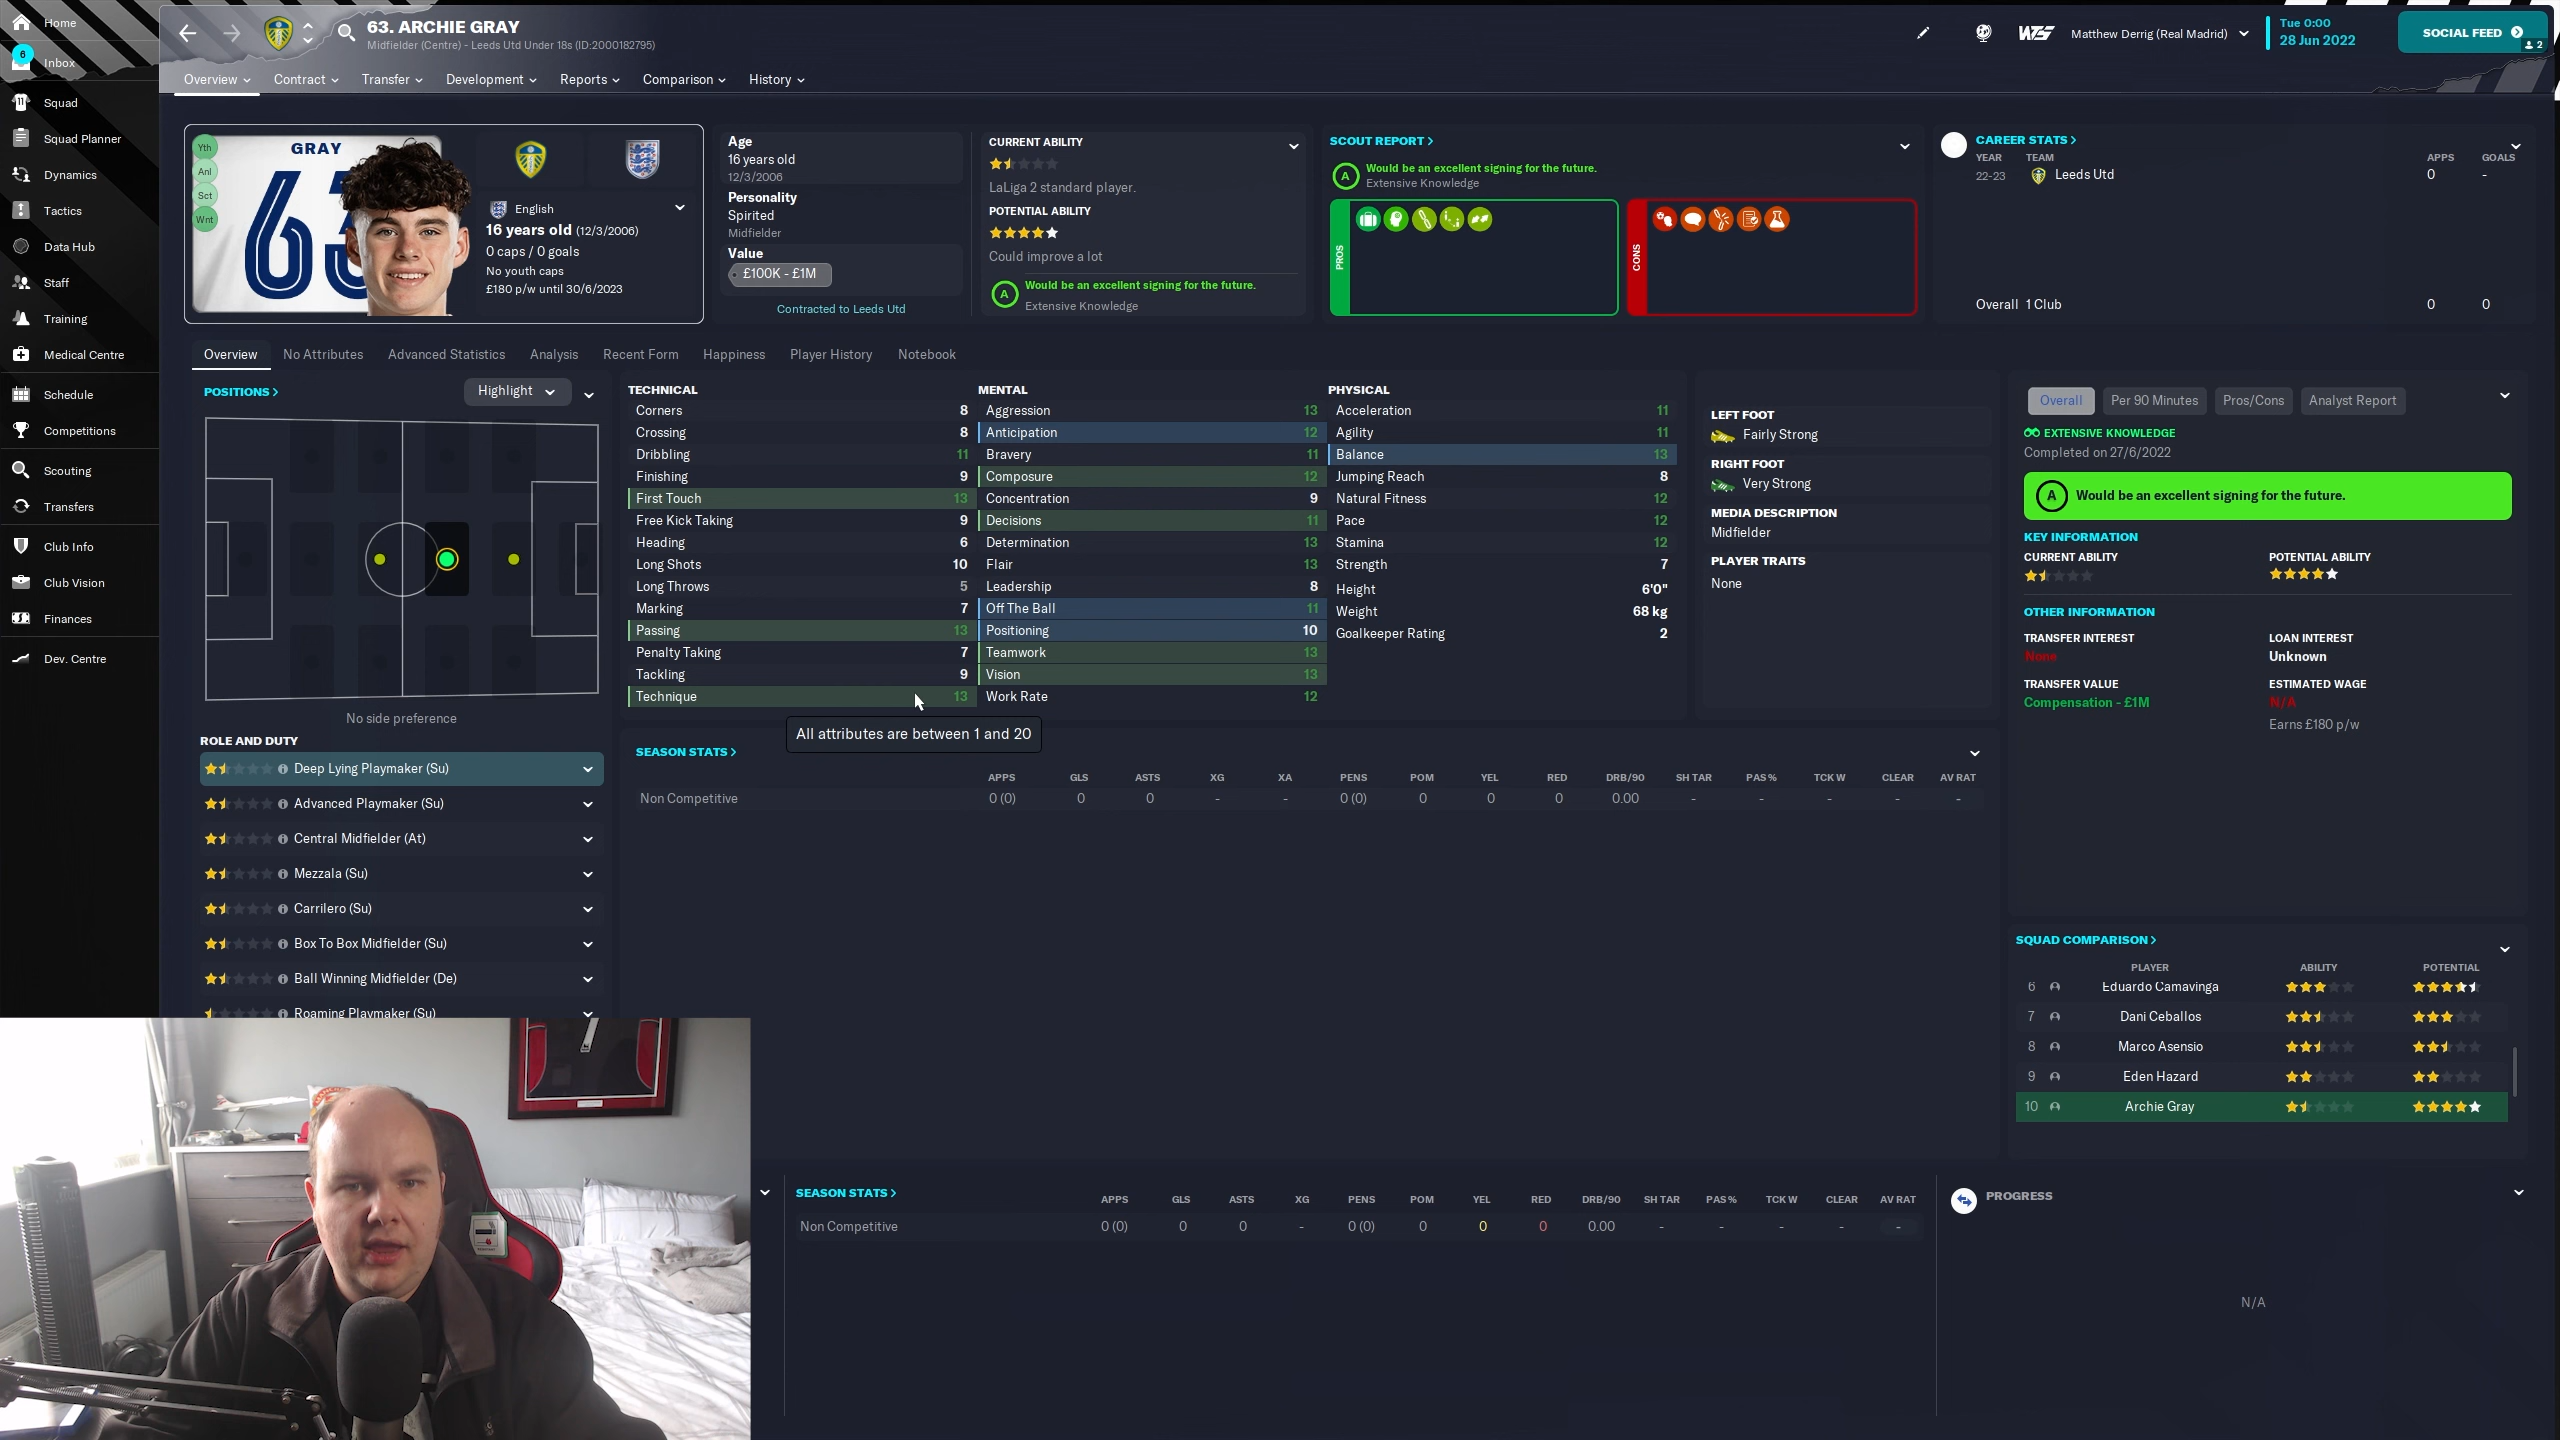 Home
6
Inbox
Squad
Squad Planner
Dynamics
Tactics
Data Hub
Staff
Training
Medical Centre
Schedule
Competitions
Scouting
Transfers
Club Info
Club Vision
Finances
Dev. Centre
63. ARCHIE GRAY
Midfielder (Centre) - Leeds Utd Under 18s (ID:2000182795)
Matthew Derrig (Real Madrid)
Tue 0:00
28 Jun 2022
SOCIAL FEED
2
Overview Contract Transfer Development Reports Comparison History
Yth
Anl
Sct
Wnt
GRAY
63
English
16 years old (12/3/2006)
0 caps / 0 goals
No youth caps
£180 p/w until 30/6/2023
Age
16 years old
12/3/2006
Personality
Spirited
Midfielder
Value
£100K - £1M
Contracted to Leeds Utd
CURRENT ABILITY
LaLiga 2 standard player.
POTENTIAL ABILITY
Could improve a lot
A Would be an excellent signing for the future.
Extensive Knowledge
SCOUT REPORT >
A Would be an excellent signing for the future.
Extensive Knowledge
PROS
CONS
CAREER STATS >
YEAR TEAM APPS GOALS
22-23 Leeds Utd 0 -
Overall 1 Club 0 0
Overview No Attributes Advanced Statistics Analysis Recent Form Happiness Player History Notebook
POSITIONS >
Highlight
No side preference
ROLE AND DUTY
Deep Lying Playmaker (Su)
Advanced Playmaker (Su)
Central Midfielder (At)
Mezzala (Su)
Carrilero (Su)
Box To Box Midfielder (Su)
Ball Winning Midfielder (De)
Roaming Playmaker (Su)
TECHNICAL
Corners 8
Crossing 8
Dribbling 11
Finishing 9
First Touch 13
Free Kick Taking 9
Heading 6
Long Shots 10
Long Throws 5
Marking 7
Passing 13
Penalty Taking 7
Tackling 9
Technique 13
MENTAL
Aggression 13
Anticipation 12
Bravery 11
Composure 12
Concentration 9
Decisions 11
Determination 13
Flair 13
Leadership 8
Off The Ball 11
Positioning 10
Teamwork 13
Vision 13
Work Rate 12
PHYSICAL
Acceleration 11
Agility 11
Balance 13
Jumping Reach 8
Natural Fitness 12
Pace 12
Stamina 12
Strength 7
Height 6'0"
Weight 68 kg
Goalkeeper Rating 2
All attributes are between 1 and 20
LEFT FOOT
Fairly Strong
RIGHT FOOT
Very Strong
MEDIA DESCRIPTION
Midfielder
PLAYER TRAITS
None
SEASON STATS >
APPS GLS ASTS XG XA PENS POM YEL RED DRB/90 SH TAR PAS % TCK W CLEAR AV RAT
Non Competitive 0 (0) 0 0 - - 0 (0) 0 0 0 0.00 - - - - -
Overall Per 90 Minutes Pros/Cons Analyst Report
EXTENSIVE KNOWLEDGE
Completed on 27/6/2022
A Would be an excellent signing for the future.
KEY INFORMATION
CURRENT ABILITY POTENTIAL ABILITY
OTHER INFORMATION
TRANSFER INTEREST LOAN INTEREST
None Unknown
TRANSFER VALUE ESTIMATED WAGE
Compensation - £1M N/A
Earns £180 p/w
SQUAD COMPARISON >
PLAYER ABILITY POTENTIAL
6 Eduardo Camavinga
7 Dani Ceballos
8 Marco Asensio
9 Eden Hazard
10 Archie Gray
SEASON STATS >
APPS GLS ASTS XG PENS POM YEL RED DRB/90 SH TAR PAS % TCK W CLEAR AV RAT
Non Competitive 0 (0) 0 0 - 0 (0) 0 0 0 0.00 - - - - -
PROGRESS
N/A